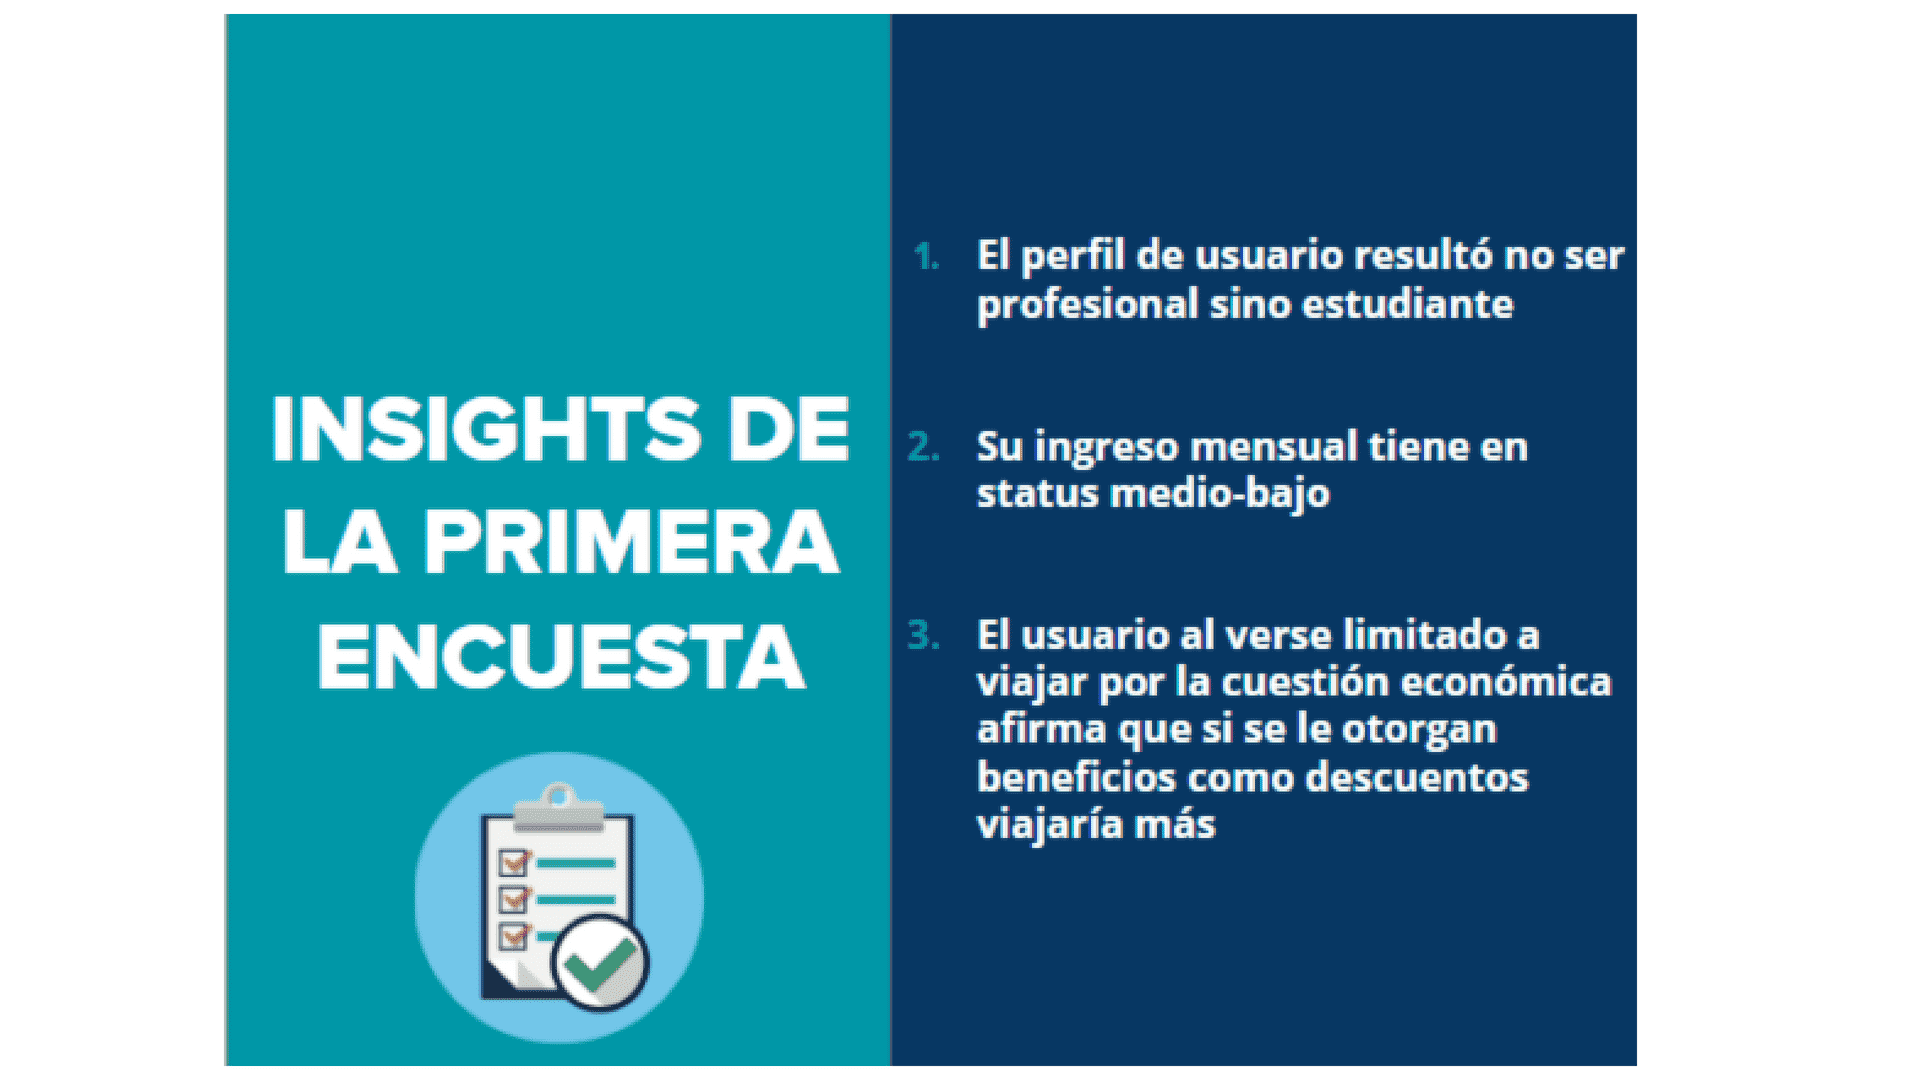 INSIGHTS DE
LA PRIMERA
ENCUESTA
1. El perfil de usuario resultó no ser
profesional sino estudiante
2. Su ingreso mensual tiene en
status medio-bajo
3. El usuario al verse limitado a
viajar por la cuestión económica
afirma que si se le otorgan
beneficios como descuentos
viajaría más